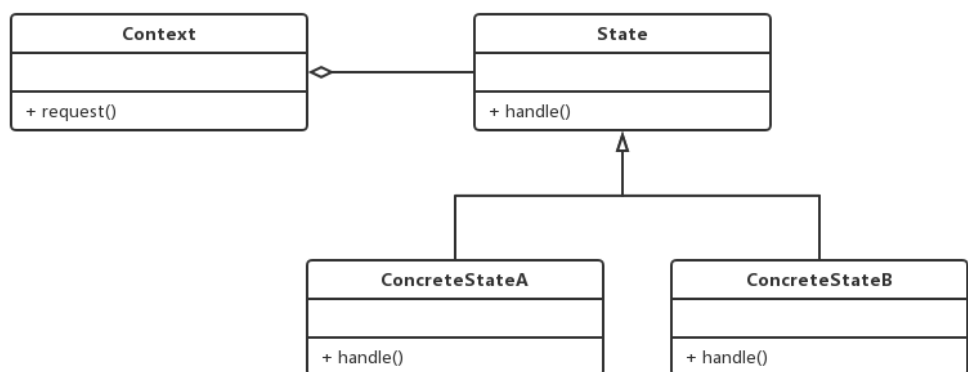 Context
State
+ request()
+ handle()
ConcreteStateA
ConcreteStateB
+ handle()
+ handle()